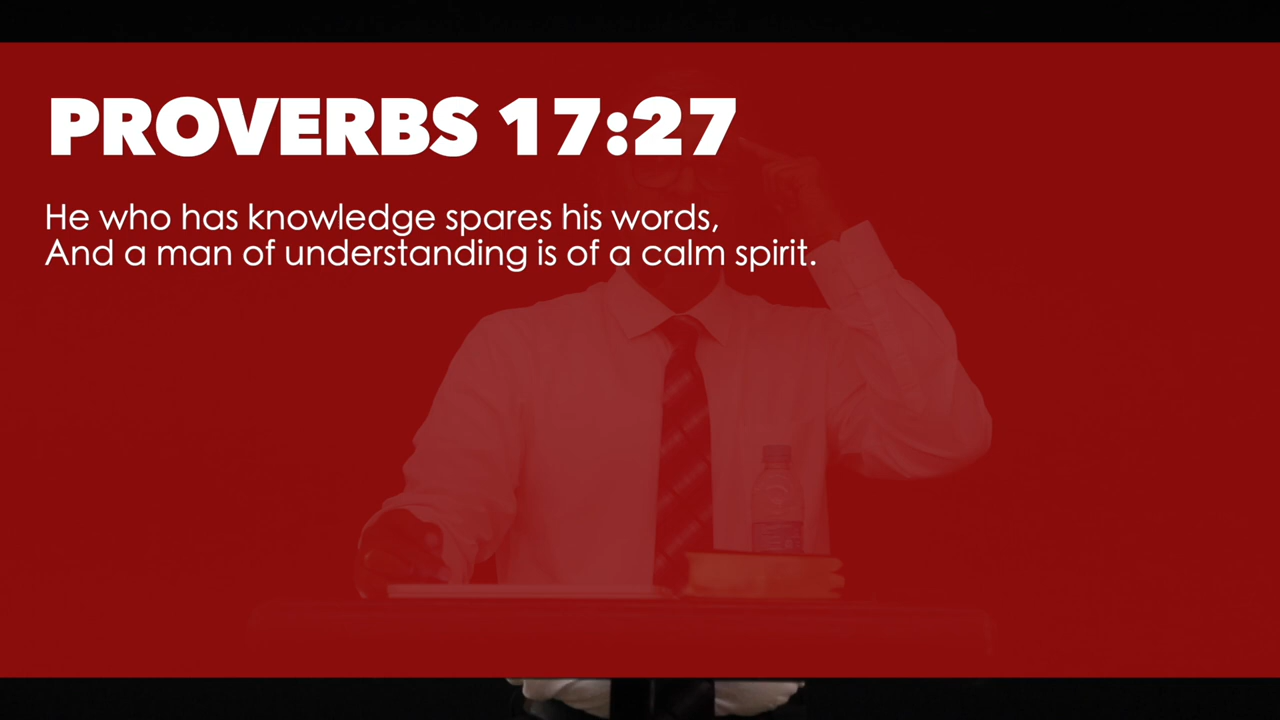 PROVERBS 17:27
He who has knowledge spares his words,
And a man of understanding is of a calm spirit.